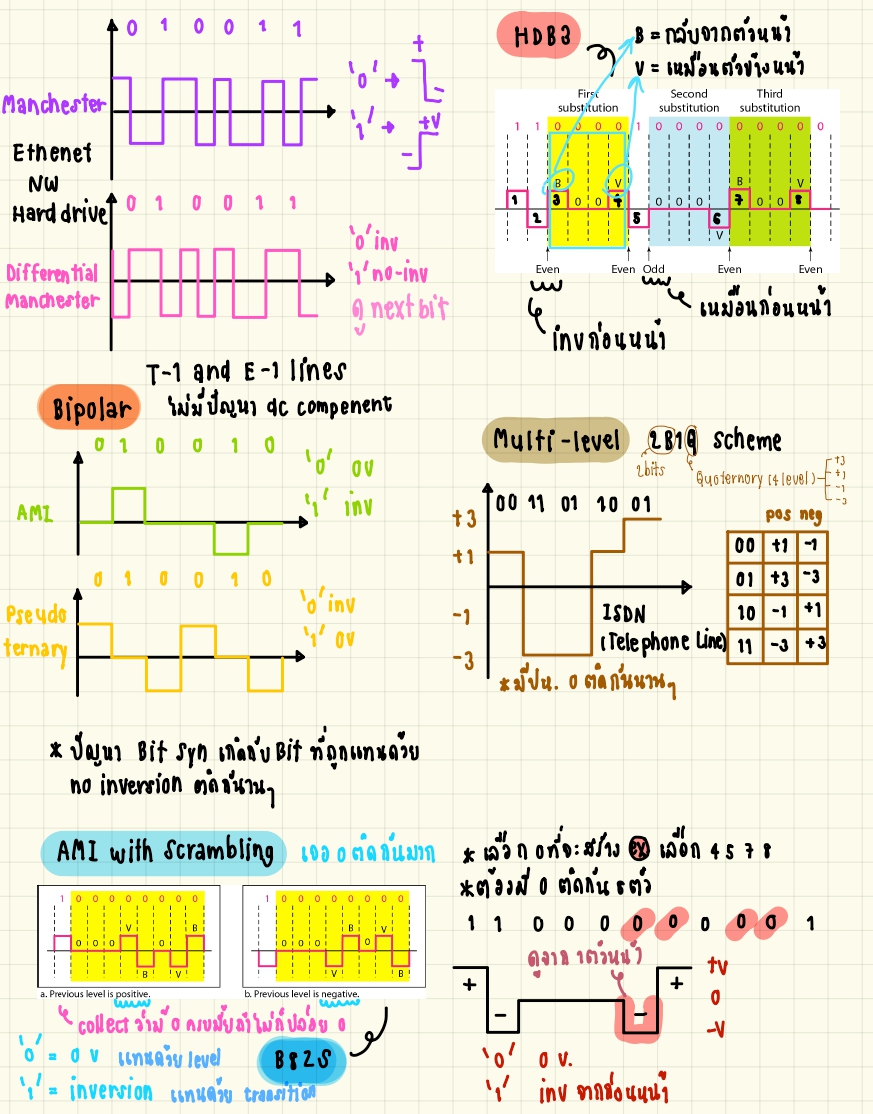 0 1 0 0 1 1
Manchester
'0' →
+
-
'1' →
+V
-
Ethenet
NW
Hard drive
0 1 0 0 1 1
Differential
Manchester
'0' inv
'1' no-inv
ดู next bit
HDB3
B = กลับจากตัวหน้า
V = เหมือนตัวข้างหน้า
First substitution
Second substitution
Third substitution
1 1 0 0 0 0 1 0 0 0 0 0 0 0 0
B V B V
1 3 0 0 4 0 0 0 7 0 0 8
2 5 6
V
Even Even Odd Even Even
inv ก่อนหน้า
เหมือนก่อนหน้า
T-1 and E-1 lines
Bipolar
ไม่มีปัญหา dc compenent
0 1 0 0 1 0
AMI
'0' 0V
'1' inv
0 1 0 0 1 0
Pseudo
ternary
'0' inv
'1' 0V
Multi-level
2B1Q scheme
2bits
Quoternory (4 level)
+3
+1
-1
-3
00 11 01 10 01
+3
+1
-1
-3
ISDN
(Telephone Line)
*มีปน. 0 ติดกันนานๆ
pos neg
00 +1 -1
01 +3 -3
10 -1 +1
11 -3 +3
* ปัญหา Bit Syn เกิดกับ Bit ที่ถูกแทนด้วย
no inversion ติดกันนานๆ
AMI with Scrambling
เจอ 0 ติดกันมาก
1 0 0 0 0 0 0 0 0
0 0 0 V B 0 V B
a. Previous level is positive.
1 0 0 0 0 0 0 0 0
0 0 0 V B 0 V B
b. Previous level is negative.
collect ว่ามี 0 ครบมั้ยถ้าไม่ก็ปล่อย 0
'0' = 0 V แทนด้วย level
'1' = inversion แทนด้วย transition
B8ZS
* เลือก 0 ที่จะสร้าง ex เลือก 4 5 7 8
*ต้องมี 0 ติดกัน 8 ตัว
1 1 0 0 0 0 0 0 0 0 1
ดูจาก 1 ตัวหน้า
+ - - +
+V
0
-V
'0' 0 V.
'1' inv จากก่อนหน้า